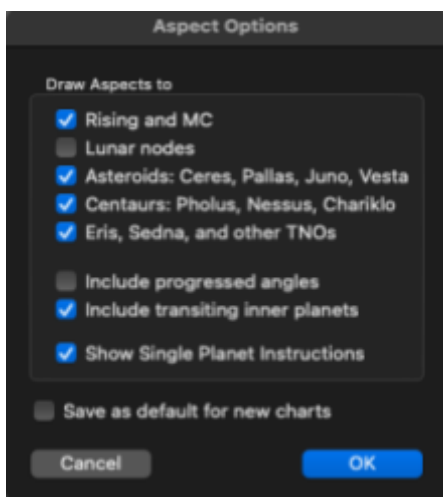 Aspect Options
Draw Aspects to
Rising and MC
Lunar nodes
Asteroids: Ceres, Pallas, Juno, Vesta
Centaurs: Pholus, Nessus, Chariklo
Eris, Sedna, and other TNOs
Include progressed angles
Include transiting inner planets
Show Single Planet Instructions
Save as default for new charts
Cancel OK